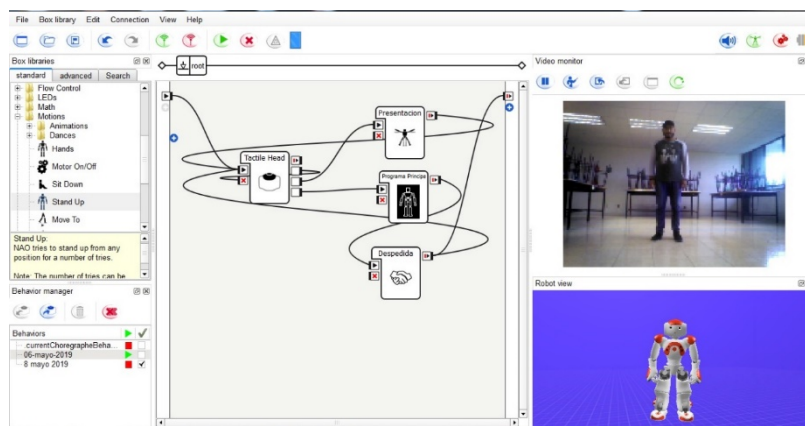 File Box library Edit Connection View Help
Box libraries
standard advanced Search
Flow Control
LEDs
Math
Motions
Animations
Dances
Hands
Motor On/Off
Sit Down
Stand Up
Move To
Stand Up:
NAO tries to stand up from any
position for a number of tries.
Note: The number of tries can be
Behavior manager
Behaviors
.currentChoregrapheBeha...
06-mayo-2019
8 mayo 2019
root
Presentacion
Tactile Head
Programa Principa
Despedida
Video monitor
Robot view